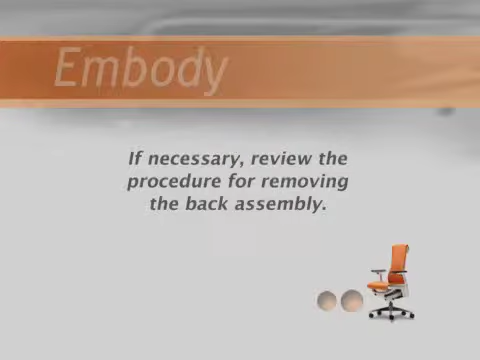 Embody
If necessary, review the
procedure for removing
the back assembly.